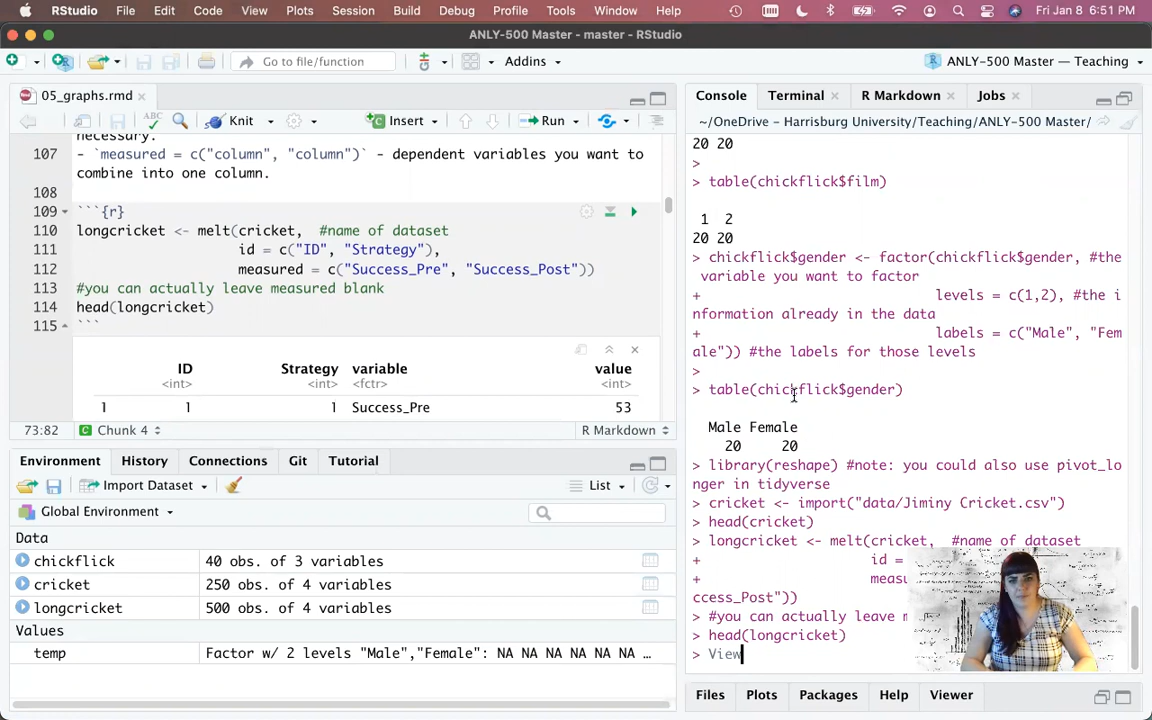 RStudio File Edit Code View Plots Session Build Debug Profile Tools Window Help Fri Jan 8 6:51 PM
ANLY-500 Master - master - RStudio
Go to file/function Addins ANLY-500 Master — Teaching
05_graphs.rmd
Knit Insert Run
necessary.
107 - `measured = c("column", "column")` - dependent variables you want to
combine into one column.
108
109 ```{r}
110 longcricket <- melt(cricket, #name of dataset
111 id = c("ID", "Strategy"),
112 measured = c("Success_Pre", "Success_Post"))
113 #you can actually leave measured blank
114 head(longcricket)
115 ```
ID Strategy variable value
<int> <int> <fctr> <int>
1 1 1 Success_Pre 53
73:82 Chunk 4 R Markdown
Environment History Connections Git Tutorial
Import Dataset List
Global Environment
Data
chickflick 40 obs. of 3 variables
cricket 250 obs. of 4 variables
longcricket 500 obs. of 4 variables
Values
temp Factor w/ 2 levels "Male","Female": NA NA NA NA NA NA …
Console Terminal R Markdown Jobs
~/OneDrive - Harrisburg University/Teaching/ANLY-500 Master/
20 20
>
> table(chickflick$film)
1 2
20 20
> chickflick$gender <- factor(chickflick$gender, #the
variable you want to factor
+ levels = c(1,2), #the i
nformation already in the data
+ labels = c("Male", "Fem
ale")) #the labels for those levels
>
> table(chickflick$gender)
Male Female
20 20
> library(reshape) #note: you could also use pivot_lo
nger in tidyverse
> cricket <- import("data/Jiminy Cricket.csv")
> head(cricket)
> longcricket <- melt(cricket, #name of dataset
+ id =
+ measu
ccess_Post"))
> #you can actually leave m
> head(longcricket)
> View
Files Plots Packages Help Viewer